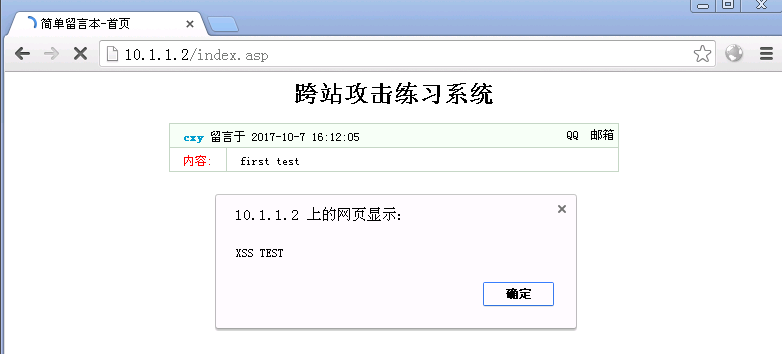 简单留言本-首页
10.1.1.2/index.asp
跨站攻击练习系统
cxy 留言于 2017-10-7 16:12:05 QQ 邮箱
内容: first test
10.1.1.2 上的网页显示:
XSS TEST
确定